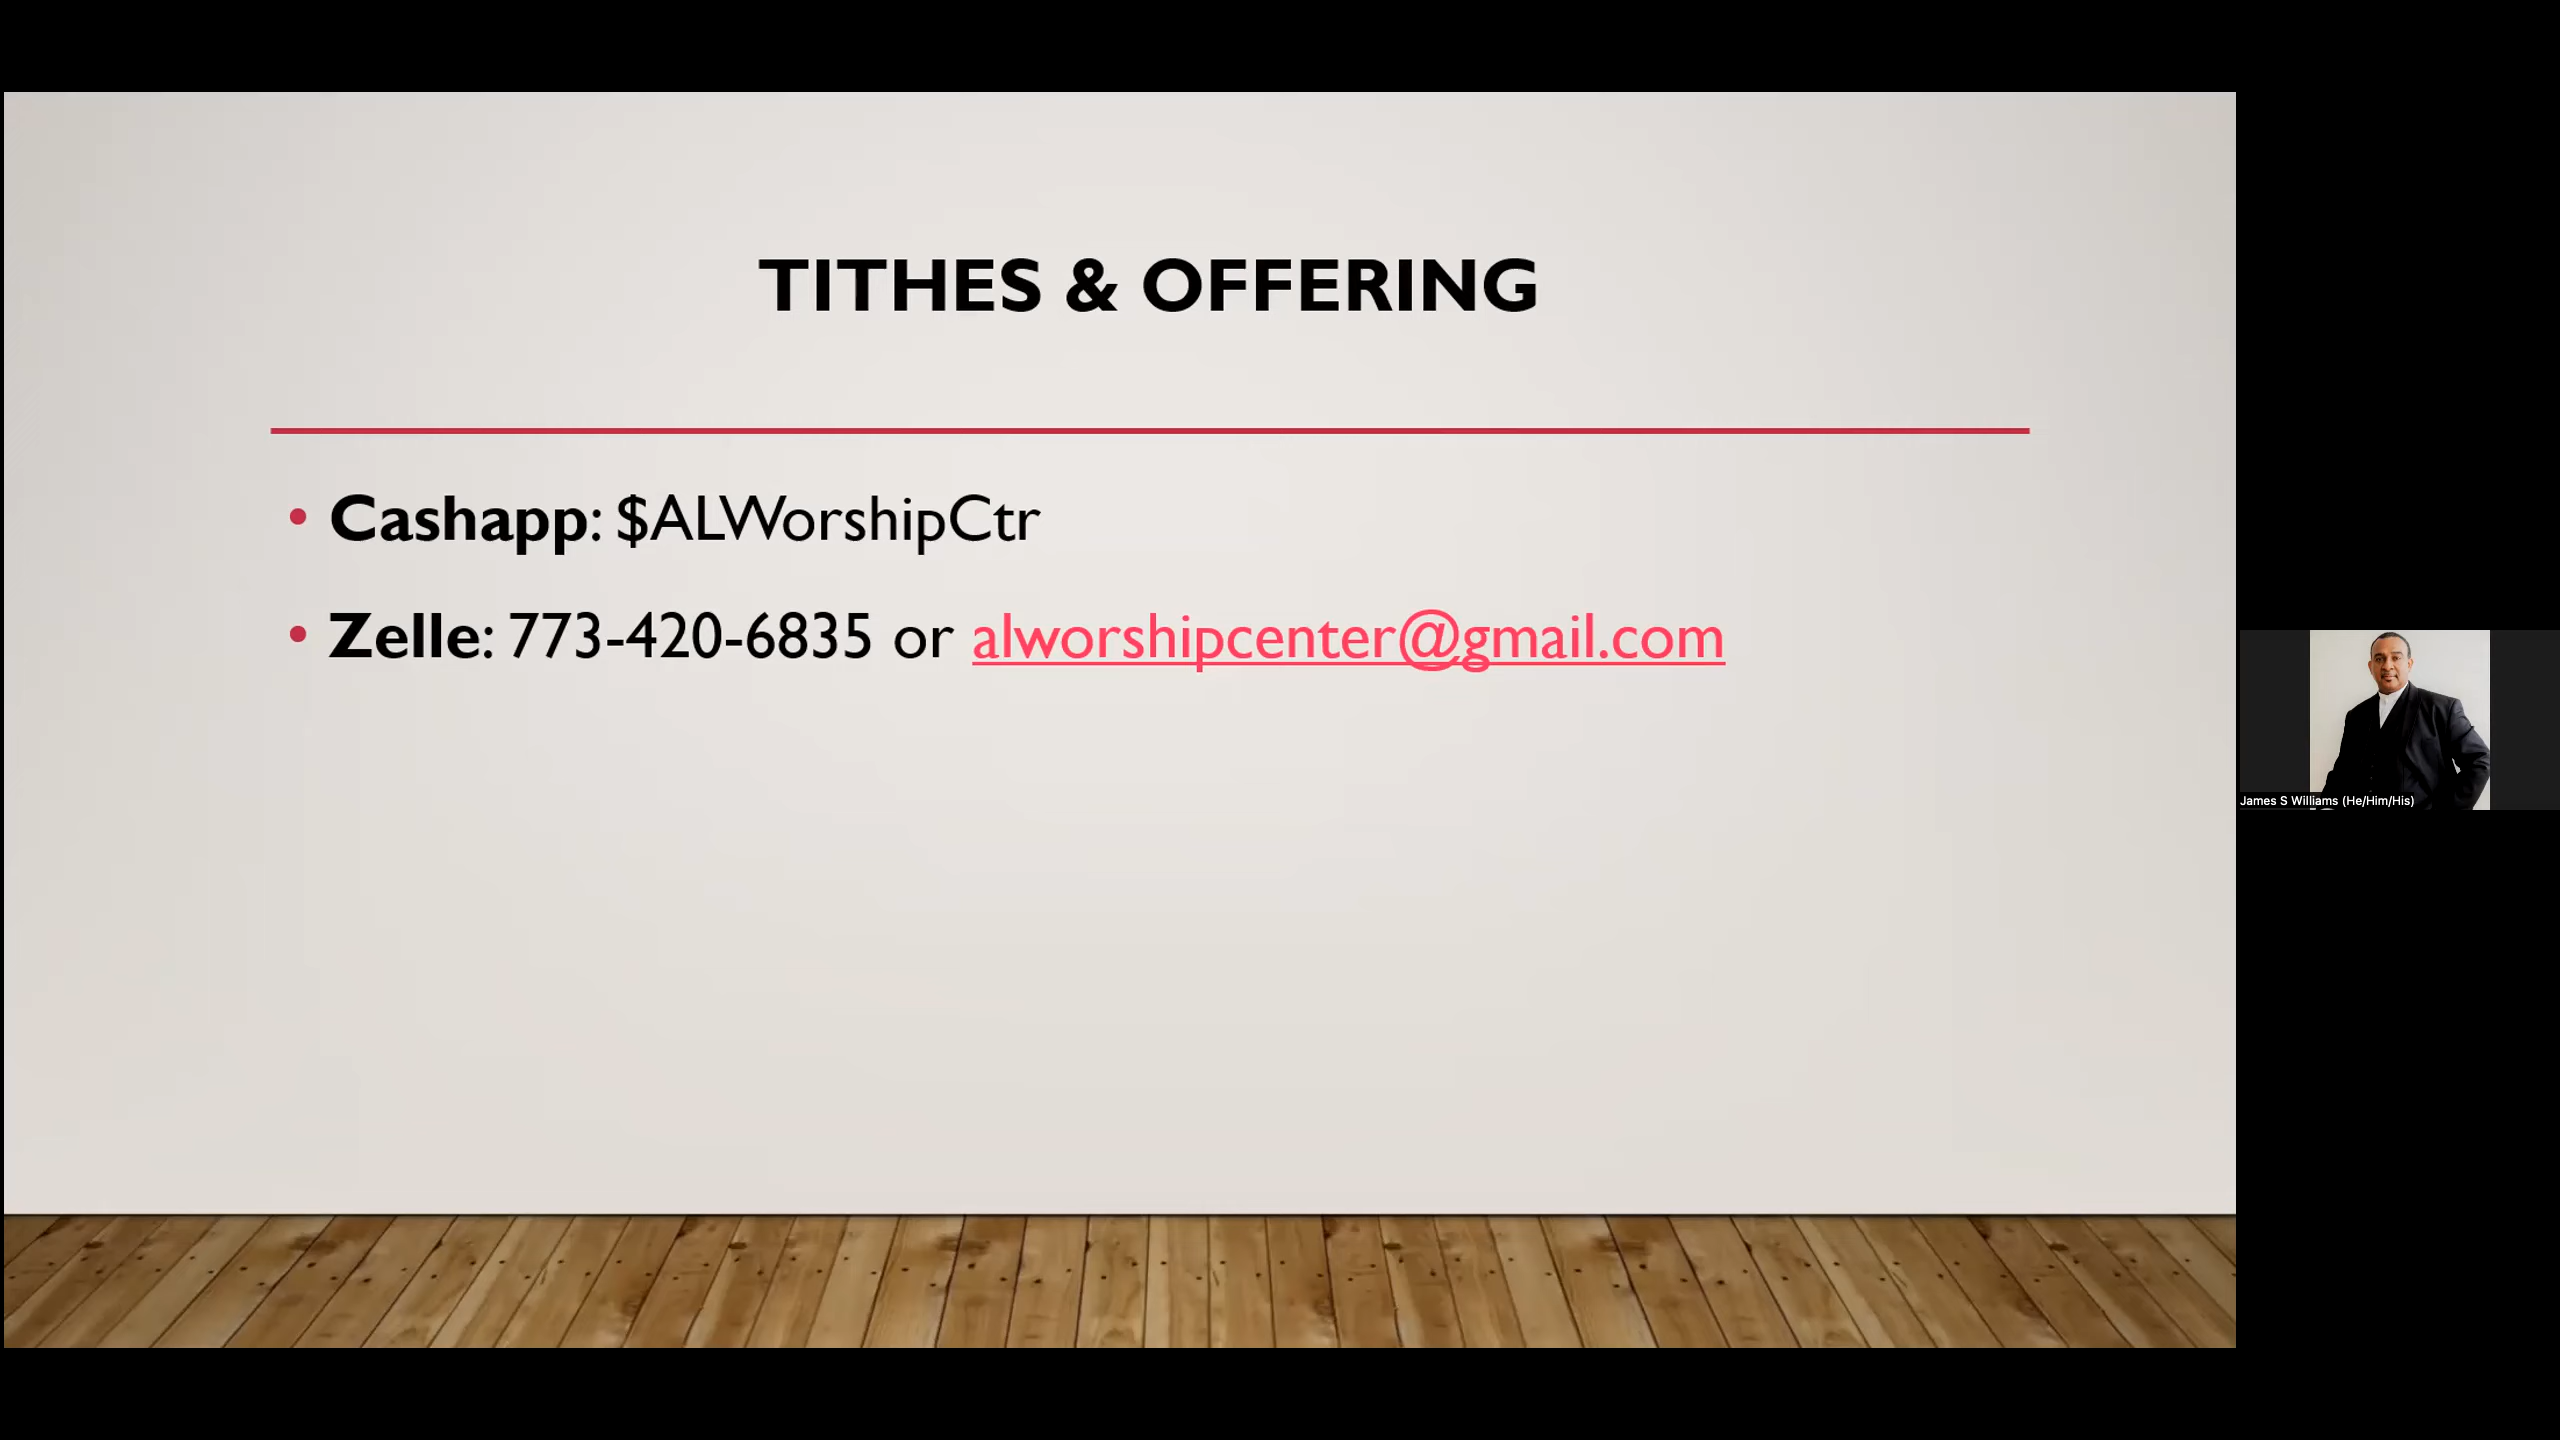 TITHES & OFFERING
• Cashapp: $ALWorshipCtr
• Zelle: 773-420-6835 or alworshipcenter@gmail.com
James S Williams (He/Him/His)